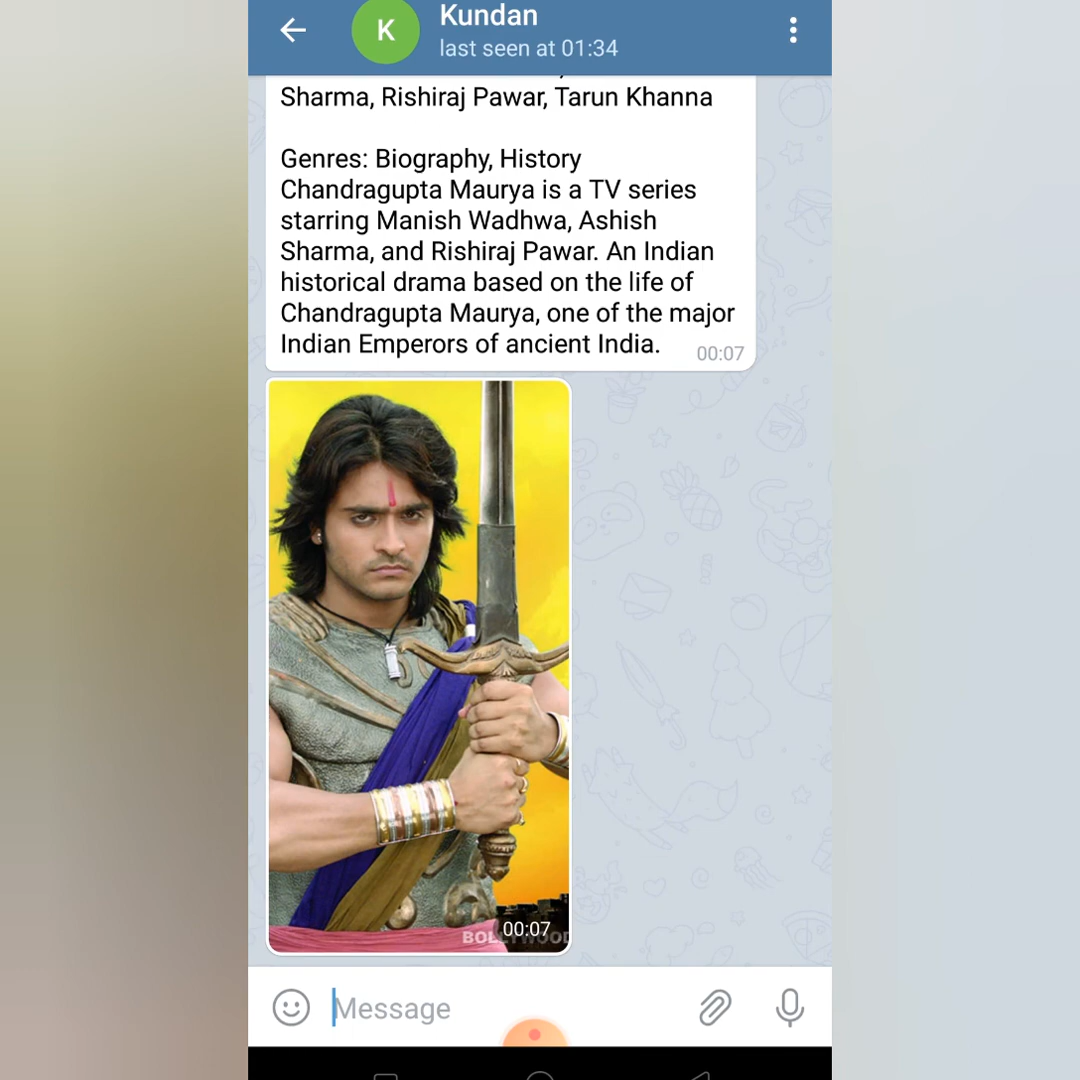 K
Kundan
last seen at 01:34
Sharma, Rishiraj Pawar, Tarun Khanna
Genres: Biography, History
Chandragupta Maurya is a TV series
starring Manish Wadhwa, Ashish
Sharma, and Rishiraj Pawar. An Indian
historical drama based on the life of
Chandragupta Maurya, one of the major
Indian Emperors of ancient India.
00:07
00:07
Message